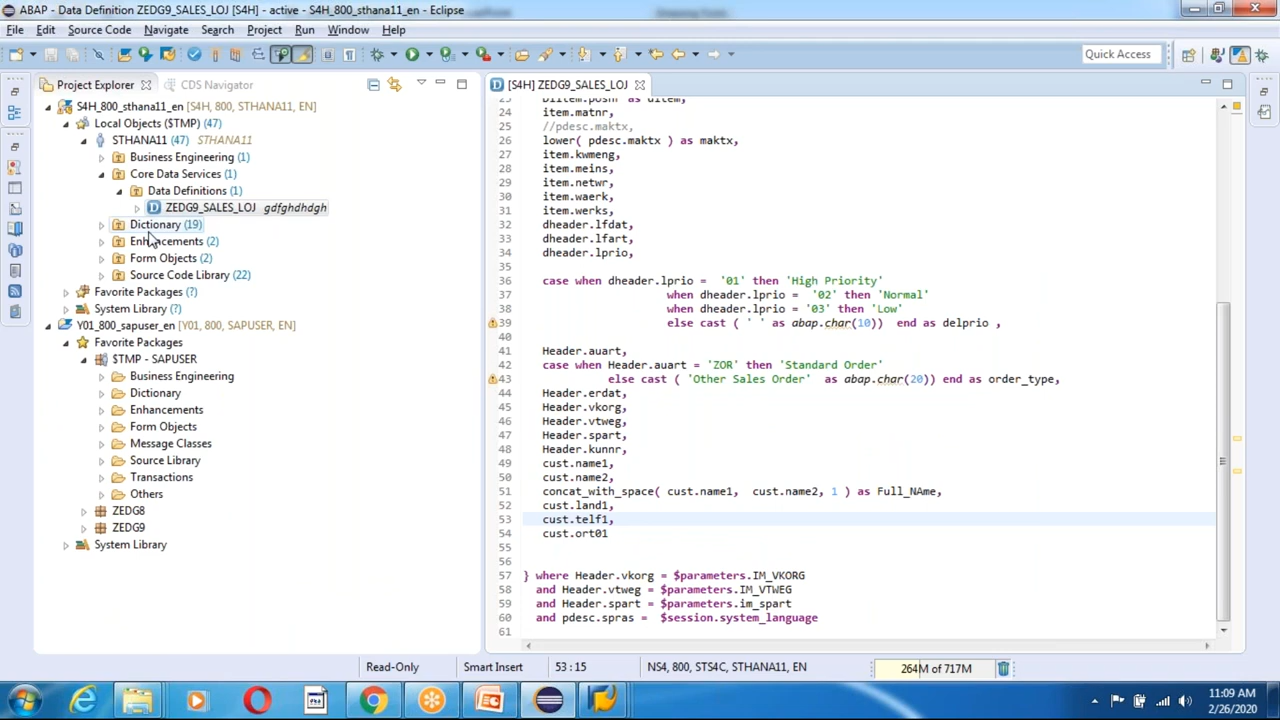 ABAP - Data Definition ZEDG9_SALES_LOJ [S4H] - active - S4H_800_sthana11_en - Eclipse
File Edit Source Code Navigate Search Project Run Window Help
Quick Access
Project Explorer CDS Navigator
S4H_800_sthana11_en [S4H, 800, STHANA11, EN]
Local Objects ($TMP) (47)
STHANA11 (47) STHANA11
Business Engineering (1)
Core Data Services (1)
Data Definitions (1)
ZEDG9_SALES_LOJ gdfghdhdgh
Dictionary (19)
Enhancements (2)
Form Objects (2)
Source Code Library (22)
Favorite Packages (?)
System Library (?)
Y01_800_sapuser_en [Y01, 800, SAPUSER, EN]
Favorite Packages
$TMP - SAPUSER
Business Engineering
Dictionary
Enhancements
Form Objects
Message Classes
Source Library
Transactions
Others
ZEDG8
ZEDG9
System Library
[S4H] ZEDG9_SALES_LOJ
24 item.matnr,
25 //pdesc.maktx,
26 lower( pdesc.maktx ) as maktx,
27 item.kwmeng,
28 item.meins,
29 item.netwr,
30 item.waerk,
31 item.werks,
32 dheader.lfdat,
33 dheader.lfart,
34 dheader.lprio,
35
36 case when dheader.lprio = '01' then 'High Priority'
37 when dheader.lprio = '02' then 'Normal'
38 when dheader.lprio = '03' then 'Low'
39 else cast ( ' ' as abap.char(10)) end as delprio ,
40
41 Header.auart,
42 case when Header.auart = 'ZOR' then 'Standard Order'
43 else cast ( 'Other Sales Order' as abap.char(20)) end as order_type,
44 Header.erdat,
45 Header.vkorg,
46 Header.vtweg,
47 Header.spart,
48 Header.kunnr,
49 cust.name1,
50 cust.name2,
51 concat_with_space( cust.name1, cust.name2, 1 ) as Full_NAme,
52 cust.land1,
53 cust.telf1,
54 cust.ort01
55
56
57 } where Header.vkorg = $parameters.IM_VKORG
58 and Header.vtweg = $parameters.IM_VTWEG
59 and Header.spart = $parameters.im_spart
60 and pdesc.spras = $session.system_language
61
Read-Only Smart Insert 53 : 15 NS4, 800, STS4C, STHANA11, EN 264M of 717M
11:09 AM
2/26/2020